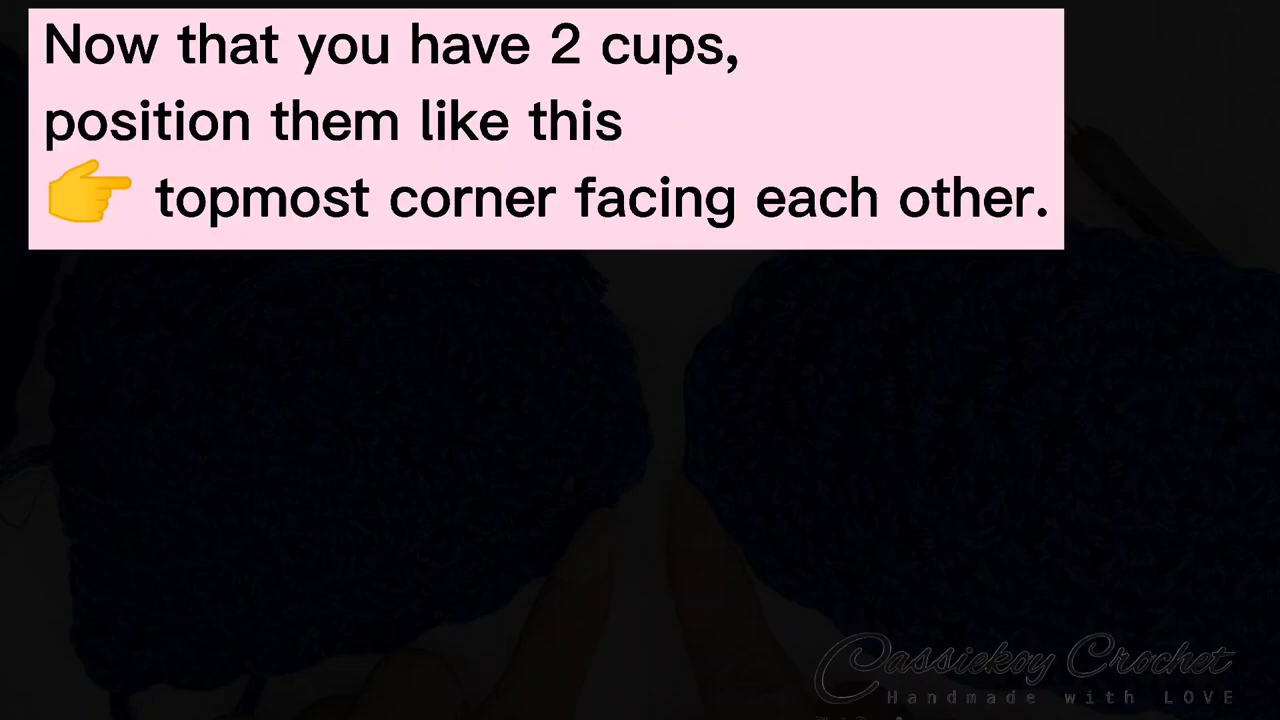 Now that you have 2 cups,
position them like this
👉 topmost corner facing each other.
Cassiekoy Crochet
Handmade with LOVE